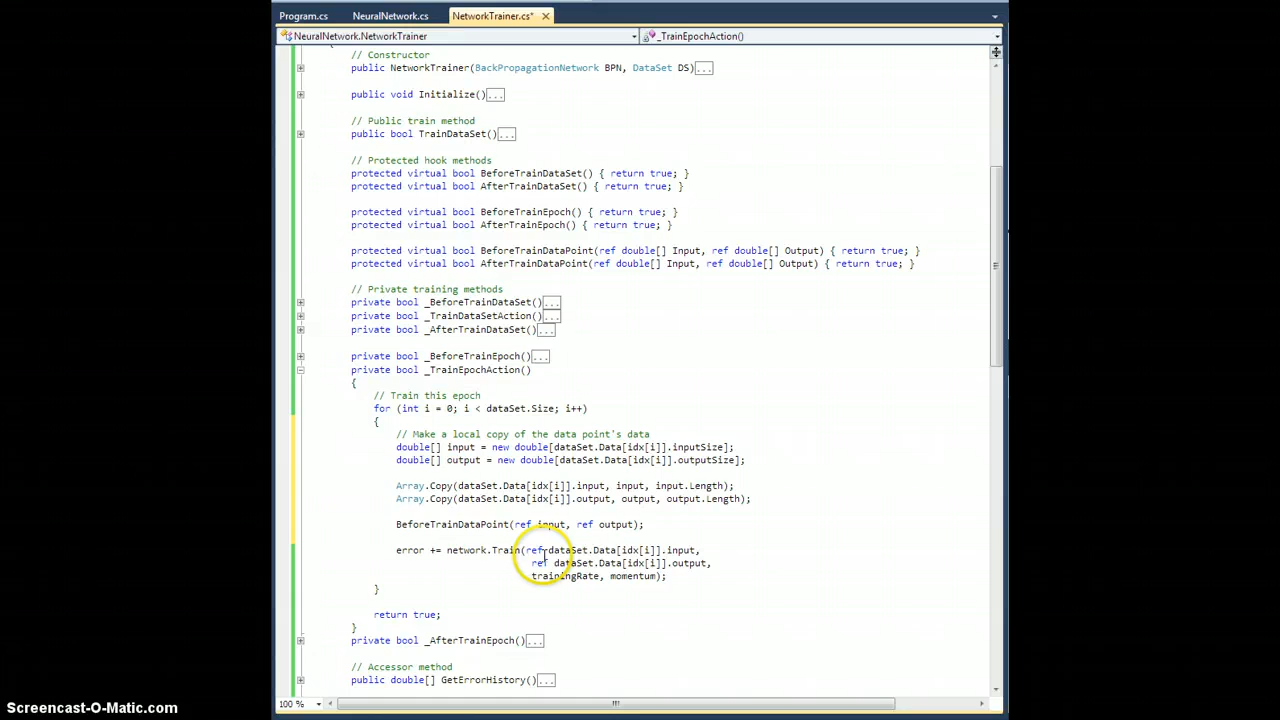 Program.cs NeuralNetwork.cs NetworkTrainer.cs*
NeuralNetwork.NetworkTrainer _TrainEpochAction()
// Constructor
public NetworkTrainer(BackPropagationNetwork BPN, DataSet DS)...
public void Initialize()...
// Public train method
public bool TrainDataSet()...
// Protected hook methods
protected virtual bool BeforeTrainDataSet() { return true; }
protected virtual bool AfterTrainDataSet() { return true; }
protected virtual bool BeforeTrainEpoch() { return true; }
protected virtual bool AfterTrainEpoch() { return true; }
protected virtual bool BeforeTrainDataPoint(ref double[] Input, ref double[] Output) { return true; }
protected virtual bool AfterTrainDataPoint(ref double[] Input, ref double[] Output) { return true; }
// Private training methods
private bool _BeforeTrainDataSet()...
private bool _TrainDataSetAction()...
private bool _AfterTrainDataSet()...
private bool _BeforeTrainEpoch()...
private bool _TrainEpochAction()
{
// Train this epoch
for (int i = 0; i < dataSet.Size; i++)
{
// Make a local copy of the data point's data
double[] input = new double[dataSet.Data[idx[i]].inputSize];
double[] output = new double[dataSet.Data[idx[i]].outputSize];
Array.Copy(dataSet.Data[idx[i]].input, input, input.Length);
Array.Copy(dataSet.Data[idx[i]].output, output, output.Length);
BeforeTrainDataPoint(ref input, ref output);
error += network.Train(ref dataSet.Data[idx[i]].input,
ref dataSet.Data[idx[i]].output,
trainingRate, momentum);
}
return true;
}
private bool _AfterTrainEpoch()...
// Accessor method
public double[] GetErrorHistory()...
100 %
Screencast-O-Matic.com